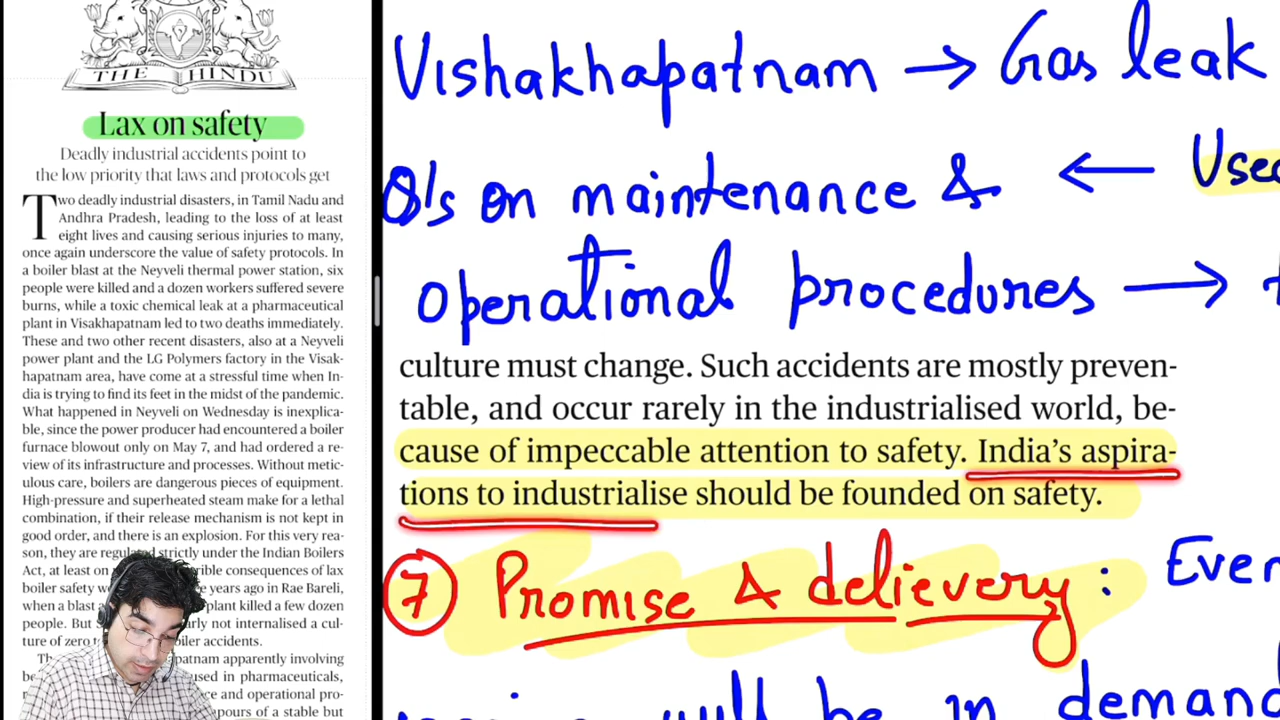 THE HINDU
Lax on safety
Deadly industrial accidents point to
the low priority that laws and protocols get
Two deadly industrial disasters, in Tamil Nadu and
Andhra Pradesh, leading to the loss of at least
eight lives and causing serious injuries to many,
once again underscore the value of safety protocols. In
a boiler blast at the Neyveli thermal power station, six
people were killed and a dozen workers suffered severe
burns, while a toxic chemical leak at a pharmaceutical
plant in Visakhapatnam led to two deaths immediately.
These and two other recent disasters, also at a Neyveli
power plant and the LG Polymers factory in the Visak-
hapatnam area, have come at a stressful time when In-
dia is trying to find its feet in the midst of the pandemic.
What happened in Neyveli on Wednesday is inexplica-
ble, since the power producer had encountered a boiler
furnace blowout only on May 7, and had ordered a re-
view of its infrastructure and processes. Without metic-
ulous care, boilers are dangerous pieces of equipment.
High-pressure and superheated steam make for a lethal
combination, if their release mechanism is not kept in
good order, and there is an explosion. For this very rea-
son, they are regulated strictly under the Indian Boilers
Act, at least on rible consequences of lax
boiler safety years ago in Rae Bareli,
when a blast plant killed a few dozen
people. But rly not internalised a cul-
ture of zero oiler accidents.
patnam apparently involving
used in pharmaceuticals,
ce and operational pro-
apours of a stable but
Vishakhapatnam → Gas leak
Q's on maintenance & ← Used
operational procedures →
culture must change. Such accidents are mostly preven-
table, and occur rarely in the industrialised world, be-
cause of impeccable attention to safety. India's aspira-
tions to industrialise should be founded on safety.
7 Promise & delievery : Even
will be in demand